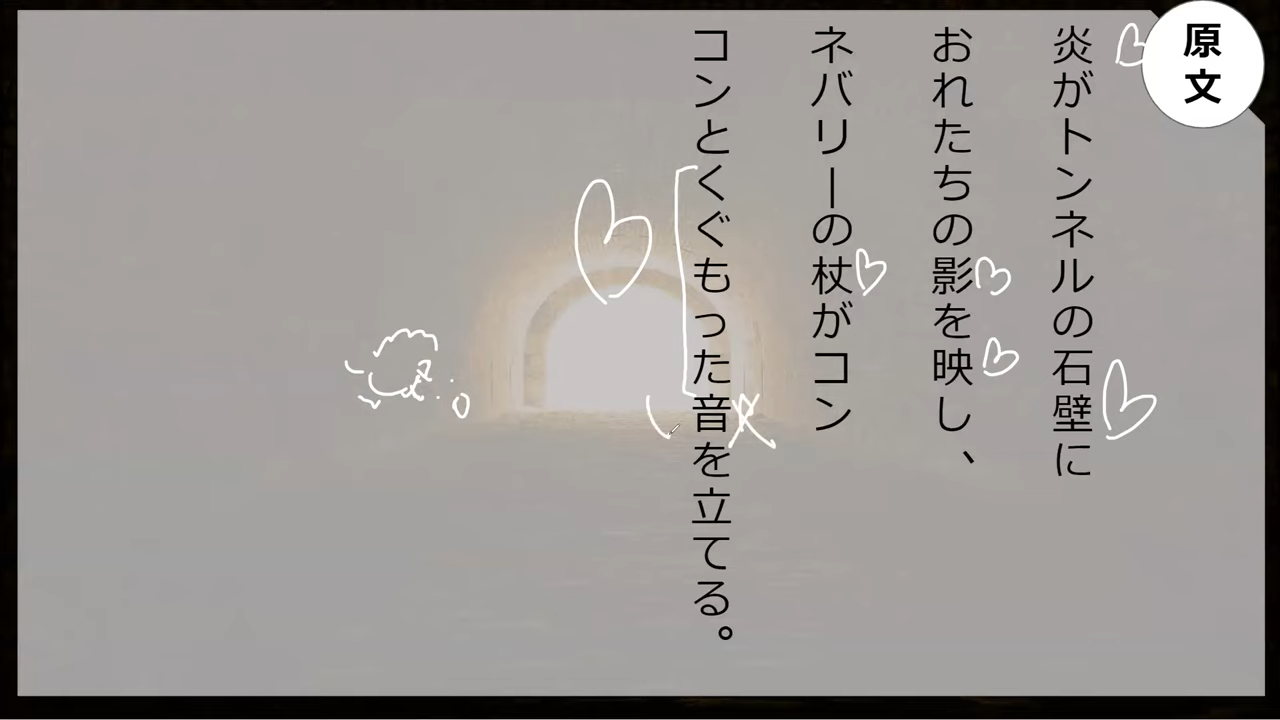 原文
炎がトンネルの石壁に
おれたちの影を映し、
ネバリーの杖がコン
コンとくぐもった音を立てる。